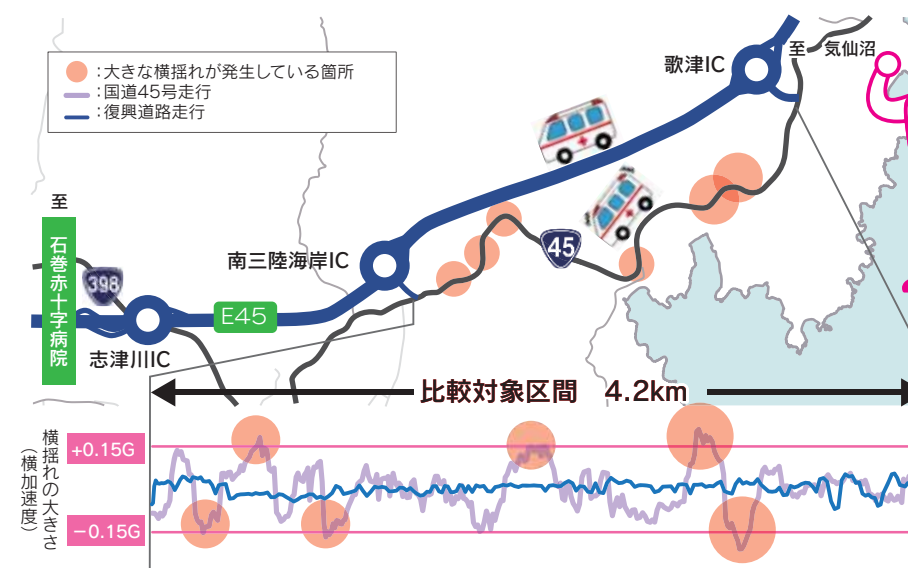 :大きな横揺れが発生している箇所
:国道45号走行
:復興道路走行
歌津IC
至
気仙沼
至
石巻赤十字病院
398
南三陸海岸IC
45
E45
志津川IC
比較対象区間 4.2km
横揺れの大きさ
(横加速度)
+0.15G
−0.15G